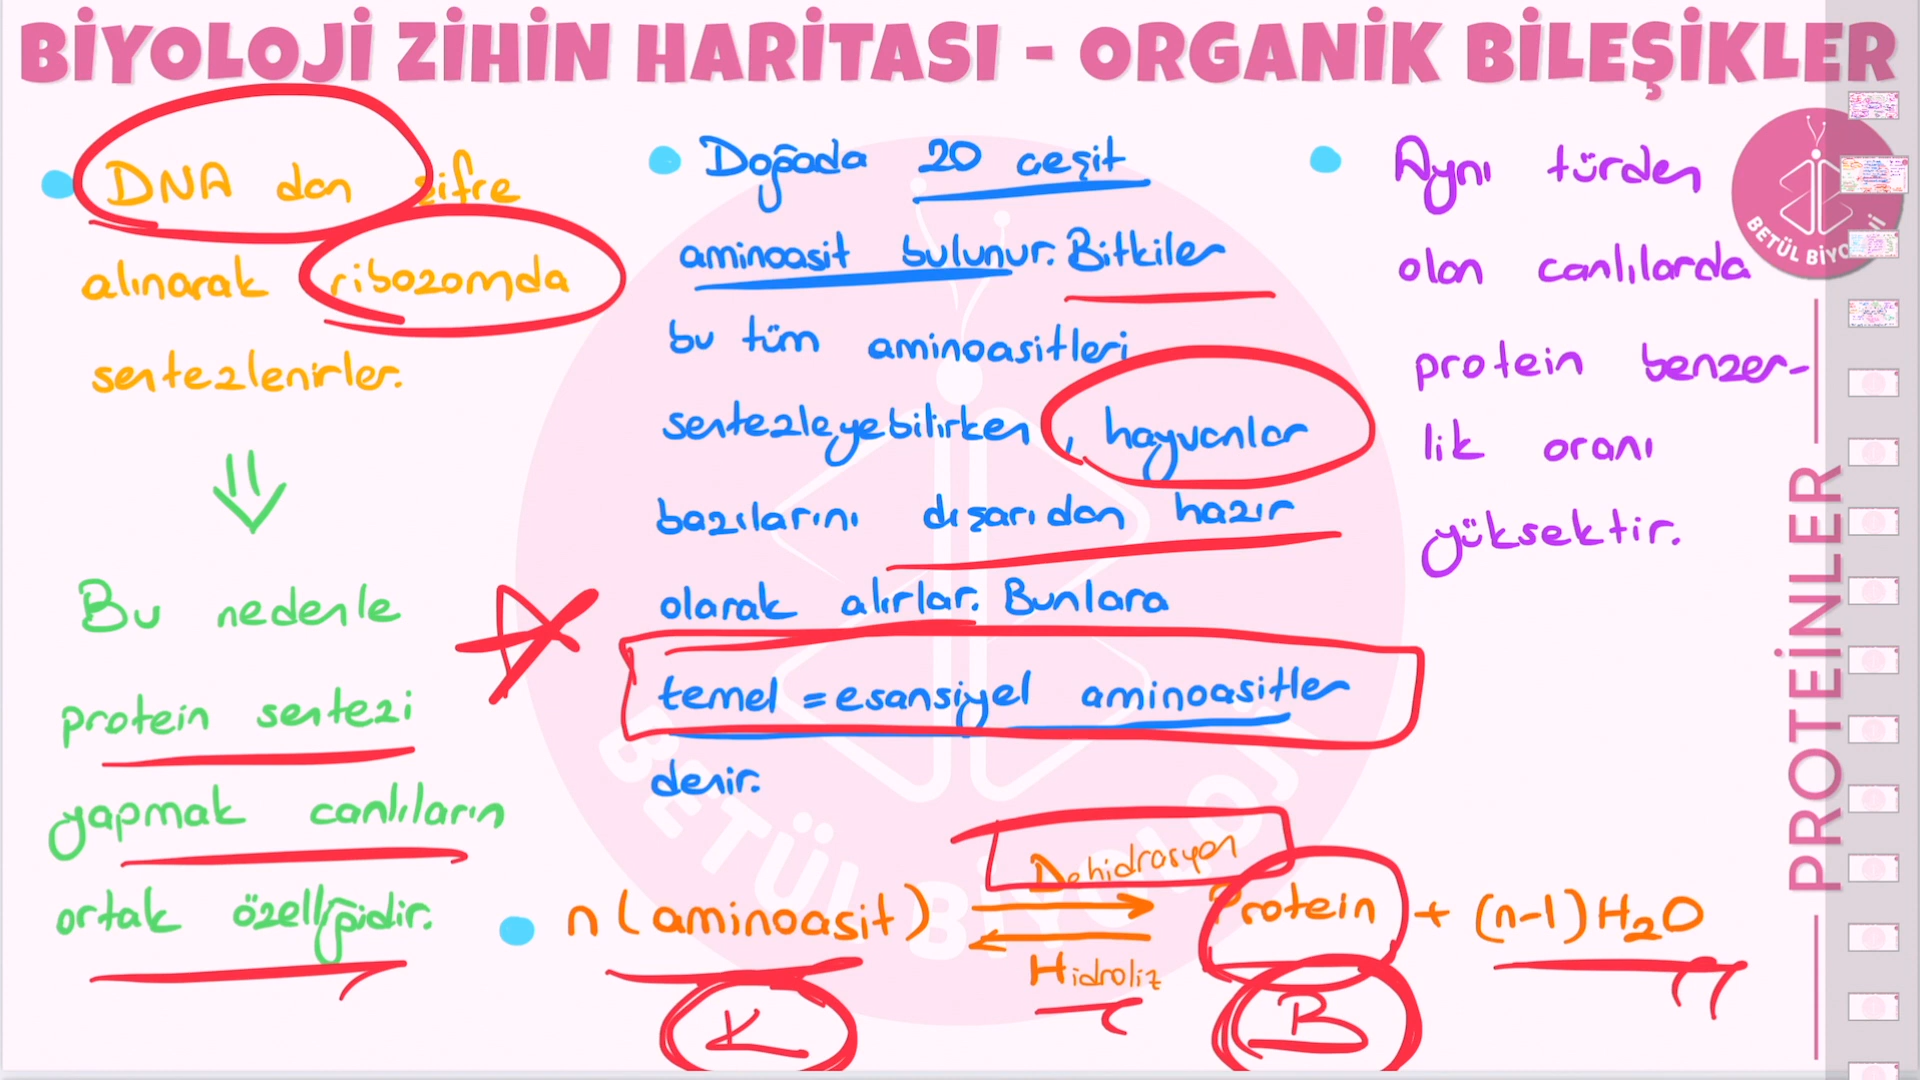 BİYOLOJİ ZİHİN HARİTASI - ORGANİK BİLEŞİKLER
DNA dan şifre
alınarak ribozomda
sentezlenirler.
Bu nedenle
protein sentezi
yapmak canlıların
ortak özelliğidir.
Doğada 20 çeşit
aminoasit bulunur. Bitkiler
bu tüm aminoasitleri
sentezleyebilirken, hayvanlar
bazılarını dışarıdan hazır
olarak alırlar. Bunlara
temel = esansiyel aminoasitler
denir.
Aynı türden
olan canlılarda
protein benzer-
lik oranı
yüksektir.
Dehidrasyon
n(aminoasit) Protein + (n-1)H₂O
Hidroliz
K B
PROTEİNLER
BETÜL BİYOLOJİ